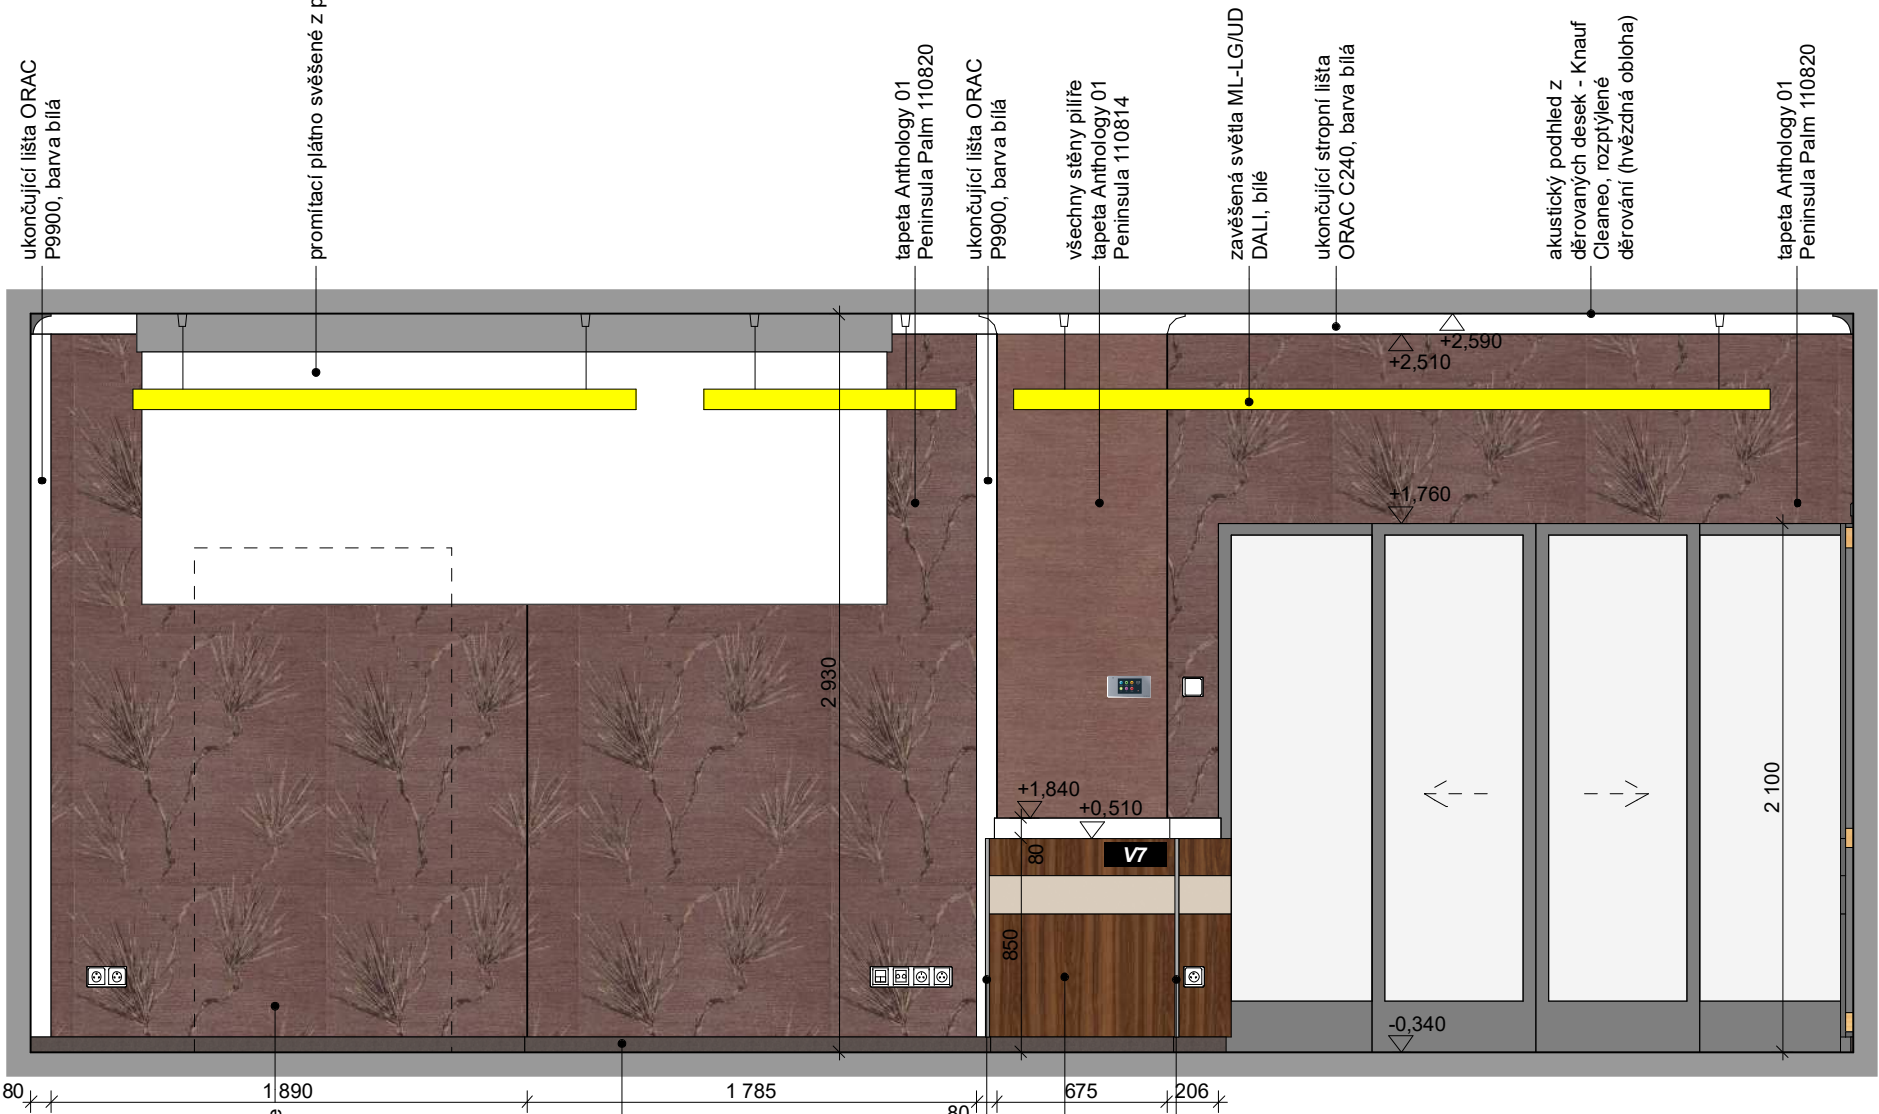 ukončující lišta ORAC
P9900, barva bílá
promítací plátno svěšené z
tapeta Anthology 01
Peninsula Palm 110820
ukončující lišta ORAC
P9900, barva bílá
všechny stěny pilíře
tapeta Anthology 01
Peninsula 110814
zavěšená světla ML-LG/UD
DALI, bílé
ukončující stropní lišta
ORAC C240, barva bílá
akustický podhled z
děrovaných desek - Knauf
Cleaneo, rozptýlené
děrování (hvězdná obloha)
tapeta Anthology 01
Peninsula Palm 110820
+2,590
+2,510
+1,760
2 930
+1,840
+0,510
2 100
80
V7
850
-0,340
80
1 890
1 785
80
675
206